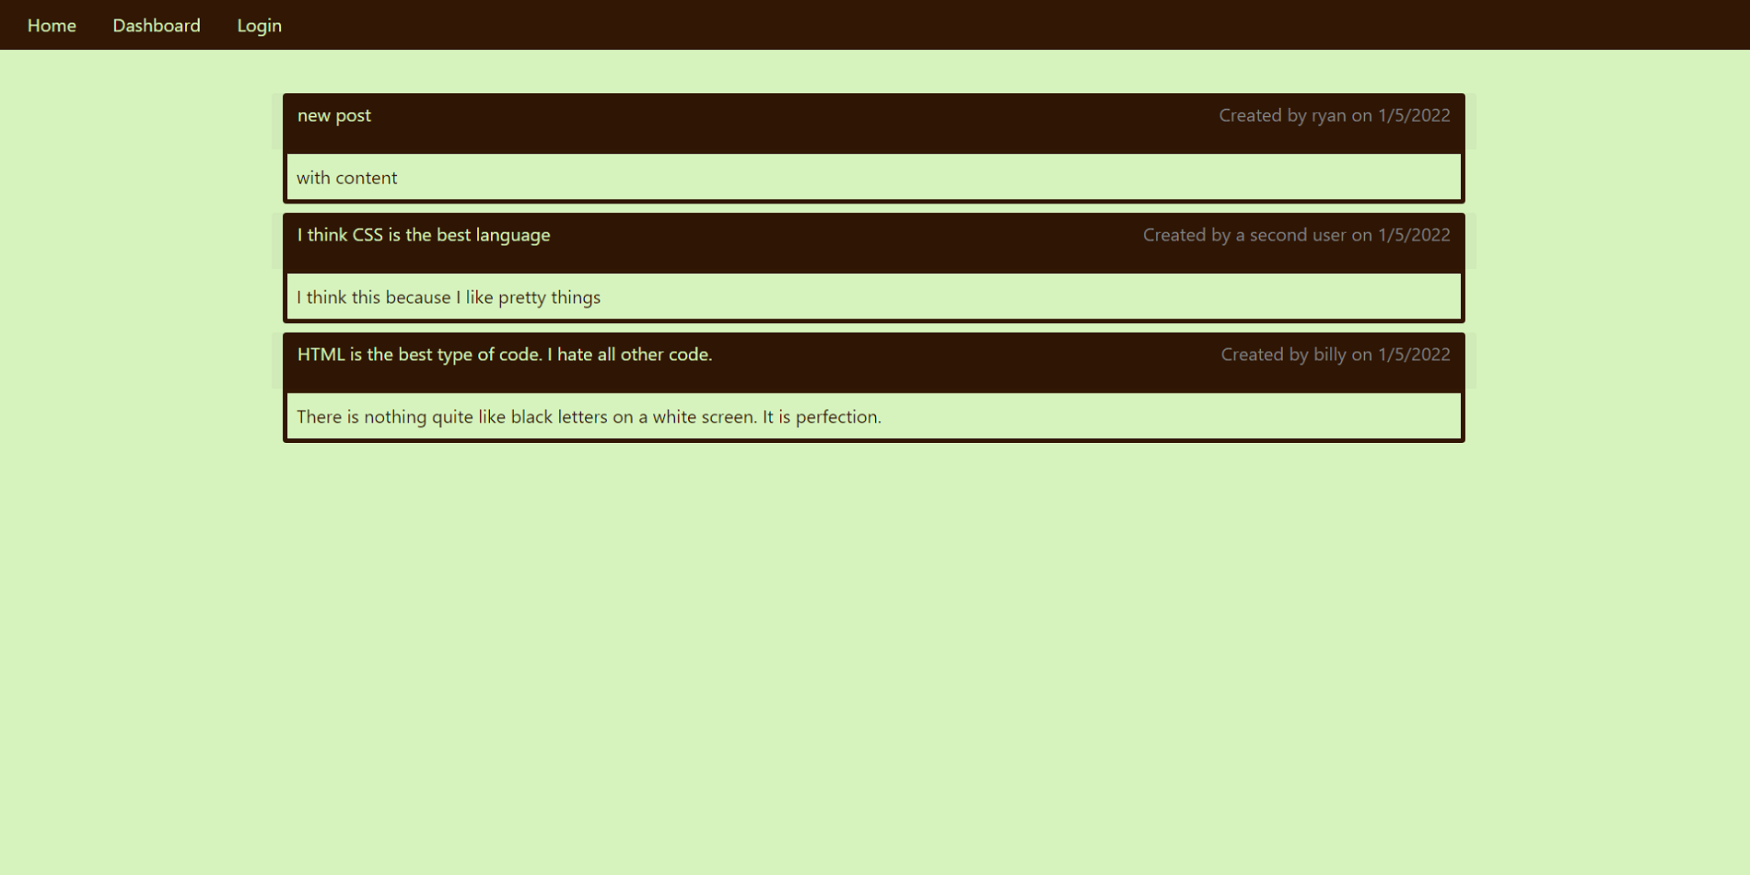 Home Dashboard Login
new post Created by ryan on 1/5/2022
with content
I think CSS is the best language Created by a second user on 1/5/2022
I think this because I like pretty things
HTML is the best type of code. I hate all other code. Created by billy on 1/5/2022
There is nothing quite like black letters on a white screen. It is perfection.